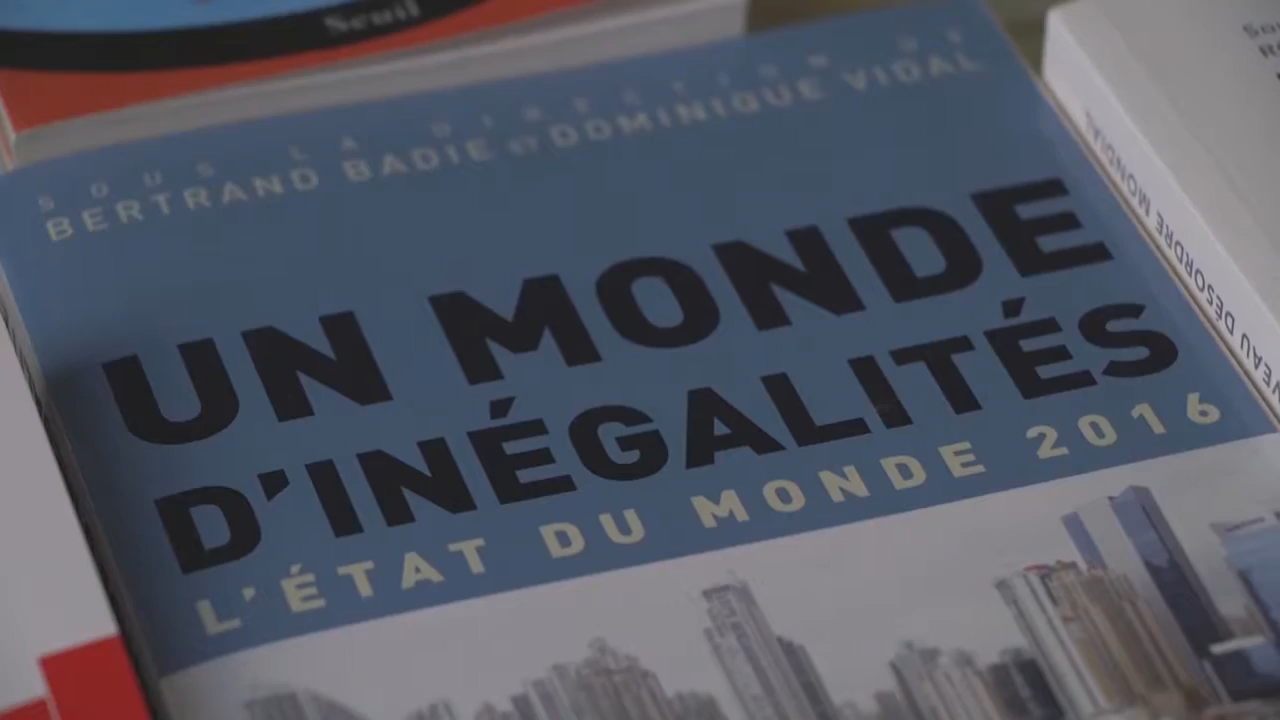 Seuil
SOUS LA DIRECTION DE
BERTRAND BADIE et DOMINIQUE VIDAL
UN MONDE
D'INÉGALITÉS
L'ÉTAT DU MONDE 2016
DÉSORDRE MONDIAL